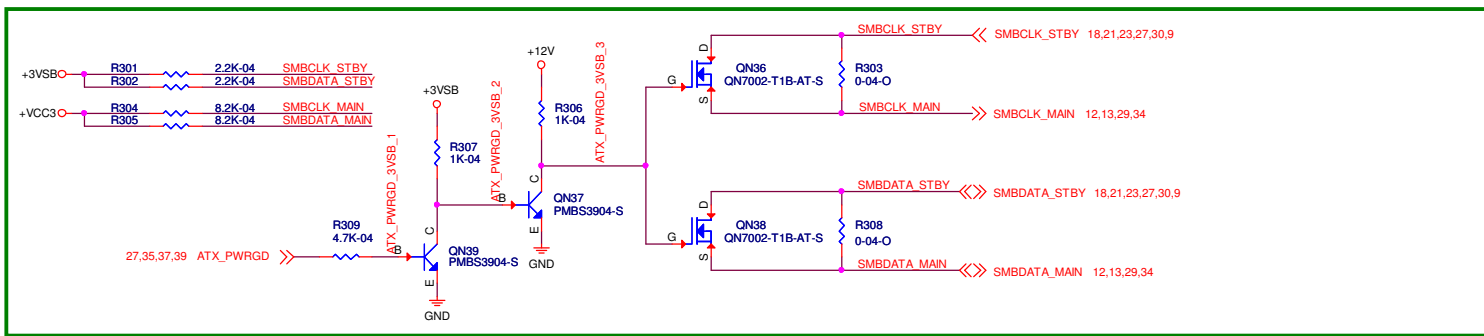 +3VSB
R301 2.2K-04 SMBCLK_STBY
R302 2.2K-04 SMBDATA_STBY
+VCC3
R304 8.2K-04 SMBCLK_MAIN
R305 8.2K-04 SMBDATA_MAIN
27,35,37,39 ATX_PWRGD
R309
4.7K-04
ATX_PWRGD_3VSB_1
+3VSB
R307
1K-04
B
C
E
QN39
PMBS3904-S
GND
ATX_PWRGD_3VSB_2
+12V
R306
1K-04
B
C
E
QN37
PMBS3904-S
GND
ATX_PWRGD_3VSB_3
G
D
S
QN36
QN7002-T1B-AT-S
R303
0-04-O
SMBCLK_STBY
SMBCLK_STBY 18,21,23,27,30,9
SMBCLK_MAIN
SMBCLK_MAIN 12,13,29,34
G
D
S
QN38
QN7002-T1B-AT-S
R308
0-04-O
SMBDATA_STBY
SMBDATA_STBY 18,21,23,27,30,9
SMBDATA_MAIN
SMBDATA_MAIN 12,13,29,34